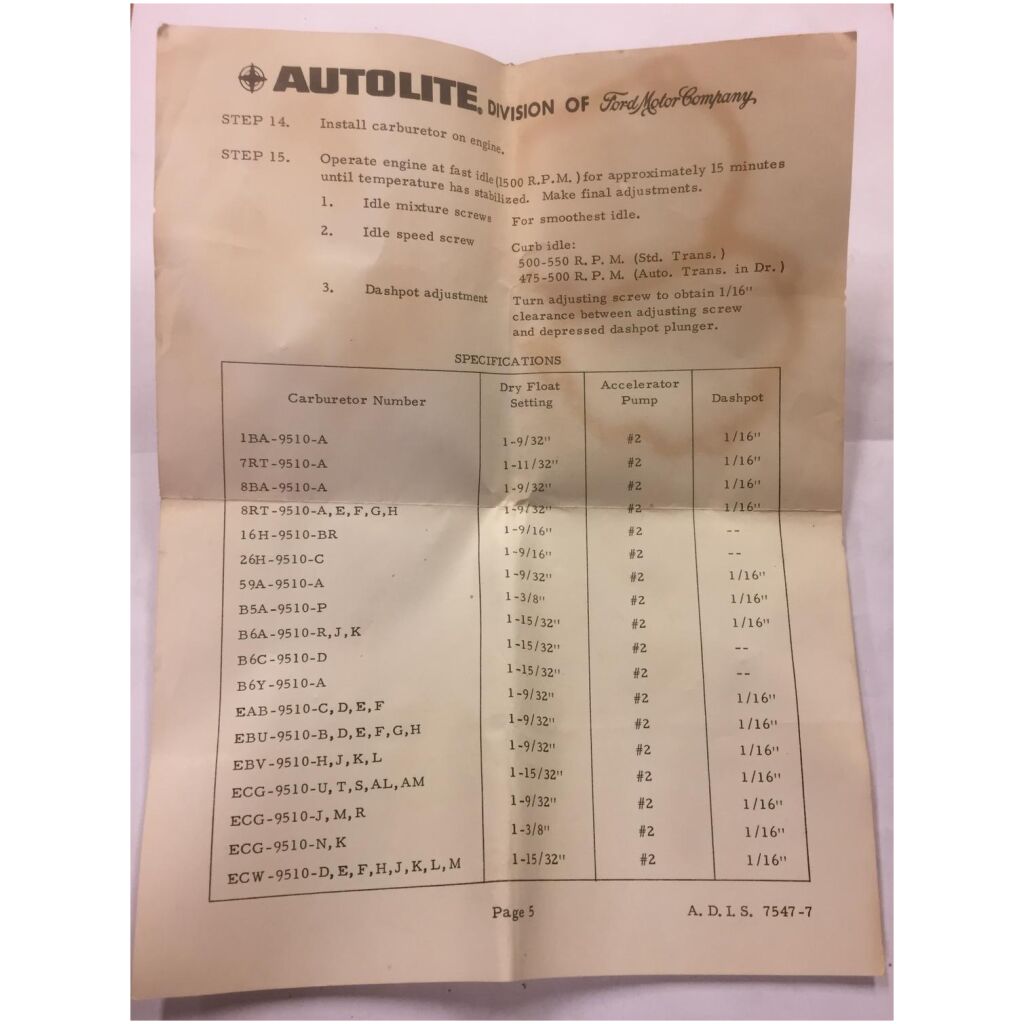 AUTOLITE. DIVISION OF Ford Motor Company,
STEP 14. Install carburetor on engine.
STEP 15. Operate engine at fast idle (1500 R.P.M.) for approximately 15 minutes
until temperature has stabilized. Make final adjustments.
1. Idle mixture screws For smoothest idle.
2. Idle speed screw Curb idle:
500-550 R. P. M. (Std. Trans. )
475-500 R. P. M. (Auto. Trans. in Dr. )
3. Dashpot adjustment Turn adjusting screw to obtain 1/16"
clearance between adjusting screw
and depressed dashpot plunger.
SPECIFICATIONS
Carburetor Number Dry Float Setting Accelerator Pump Dashpot
1BA-9510-A 1-9/32" #2 1/16"
7RT-9510-A 1-11/32" #2 1/16"
8BA-9510-A 1-9/32" #2 1/16"
8RT-9510-A, E, F, G, H 1-9/32" #2 1/16"
16H-9510-BR 1-9/16" #2 --
26H-9510-C 1-9/16" #2 --
59A-9510-A 1-9/32" #2 1/16"
B5A-9510-P 1-3/8" #2 1/16"
B6A-9510-R, J, K 1-15/32" #2 1/16"
B6C-9510-D 1-15/32" #2 --
B6Y-9510-A 1-15/32" #2 --
EAB-9510-C, D, E, F 1-9/32" #2 1/16"
EBU-9510-B, D, E, F, G, H 1-9/32" #2 1/16"
EBV-9510-H, J, K, L 1-9/32" #2 1/16"
ECG-9510-U, T, S, AL, AM 1-15/32" #2 1/16"
ECG-9510-J, M, R 1-9/32" #2 1/16"
ECG-9510-N, K 1-3/8" #2 1/16"
ECW-9510-D, E, F, H, J, K, L, M 1-15/32" #2 1/16"
Page 5 A. D. I. S. 7547-7